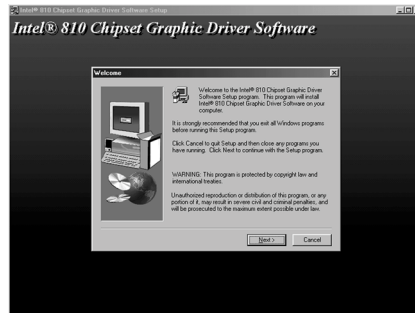 Intel® 810 Chipset Graphic Driver Software Setup
Intel® 810 Chipset Graphic Driver Software
Welcome
Welcome to the Intel® 810 Chipset Graphic Driver
Software Setup program. This program will install
Intel® 810 Chipset Graphic Driver Software on your
computer.
It is strongly recommended that you exit all Windows programs
before running this Setup program.
Click Cancel to quit Setup and then close any programs you
have running. Click Next to continue with the Setup program.
WARNING: This program is protected by copyright law and
international treaties.
Unauthorized reproduction or distribution of this program, or any
portion of it, may result in severe civil and criminal penalties, and
will be prosecuted to the maximum extent possible under law.
Next > Cancel